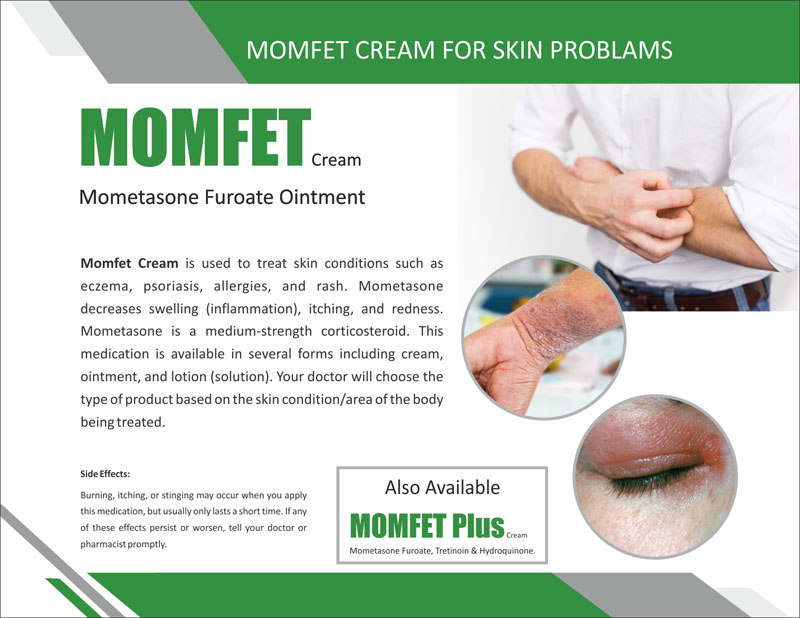 MOMFET CREAM FOR SKIN PROBLAMS
MOMFET Cream
Mometasone Furoate Ointment
Momfet Cream is used to treat skin conditions such as
eczema, psoriasis, allergies, and rash. Mometasone
decreases swelling (inflammation), itching, and redness.
Mometasone is a medium-strength corticosteroid. This
medication is available in several forms including cream,
ointment, and lotion (solution). Your doctor will choose the
type of product based on the skin condition/area of the body
being treated.
Side Effects:
Burning, itching, or stinging may occur when you apply
this medication, but usually only lasts a short time. If any
of these effects persist or worsen, tell your doctor or
pharmacist promptly.
Also Available
MOMFET Plus Cream
Mometasone Furoate, Tretinoin & Hydroquinone.